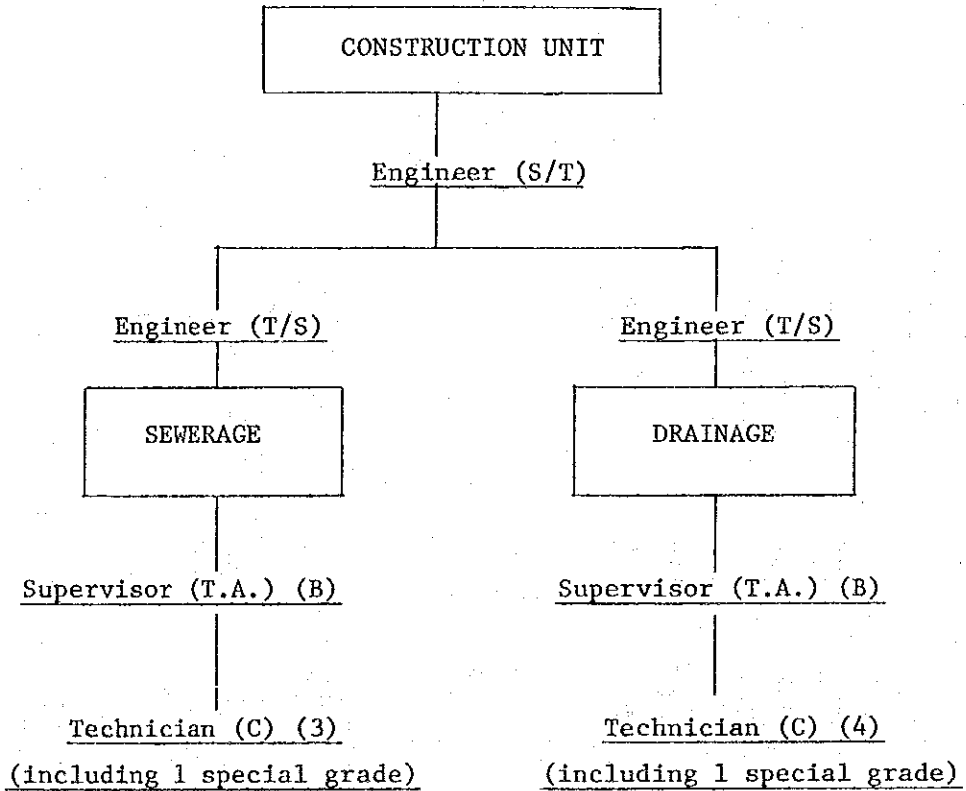 CONSTRUCTION UNIT
Engineer (S/T)
Engineer (T/S)
Engineer (T/S)
SEWERAGE
DRAINAGE
Supervisor (T.A.) (B)
Supervisor (T.A.) (B)
Technician (C) (3)
(including 1 special grade)
Technician (C) (4)
(including 1 special grade)